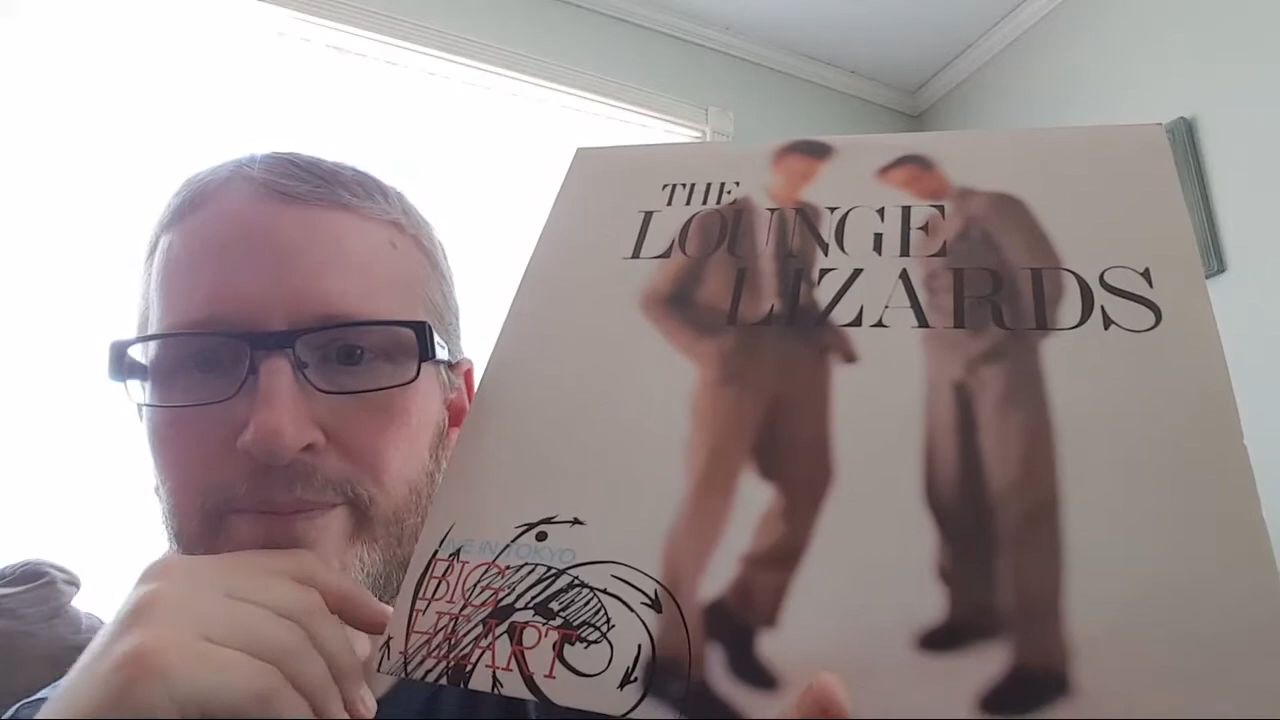 THE
LOUNGE
LIZARDS
LIVE IN TOKYO
BIG
HEART